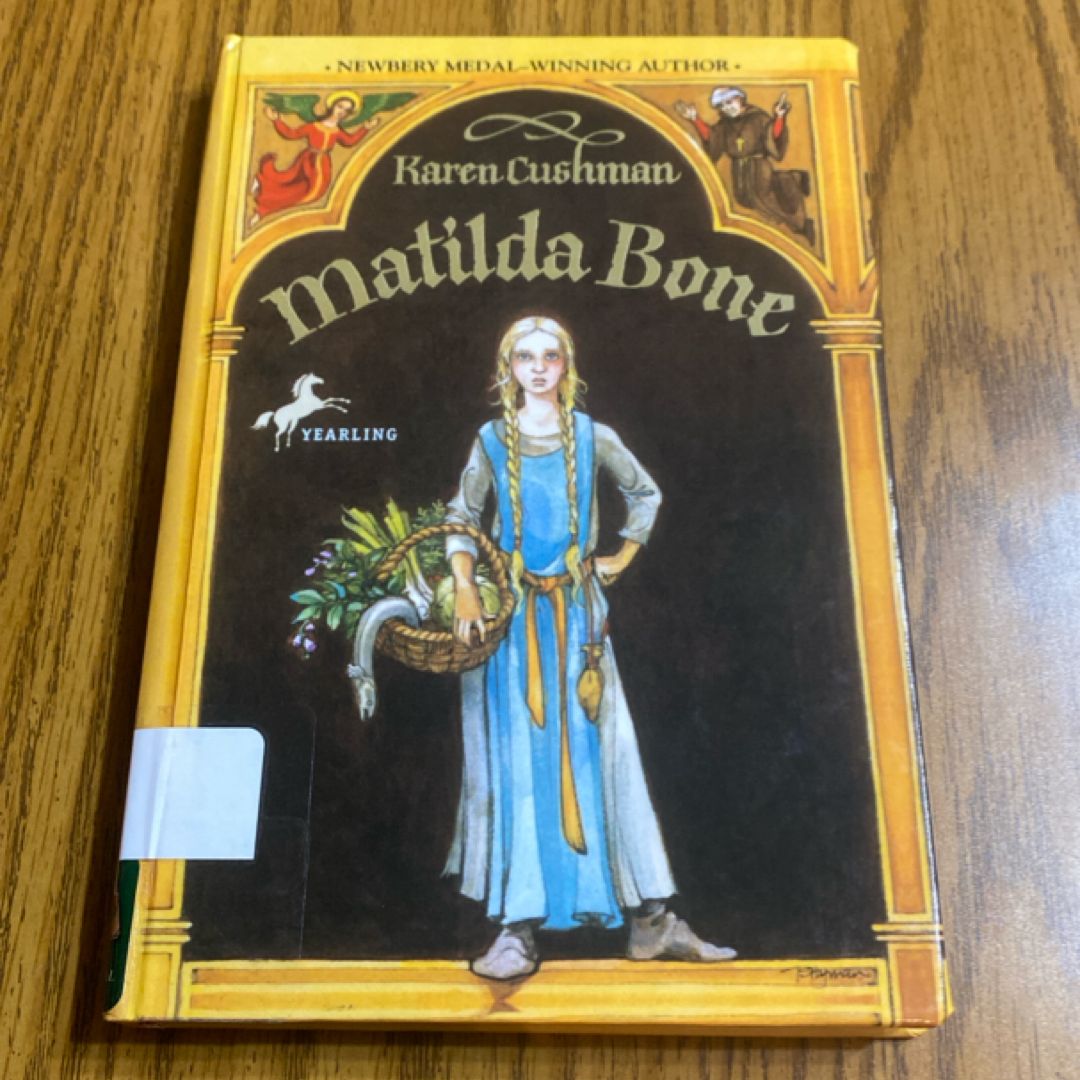 • NEWBERY MEDAL–WINNING AUTHOR •
Karen Cushman
Matilda Bone
YEARLING